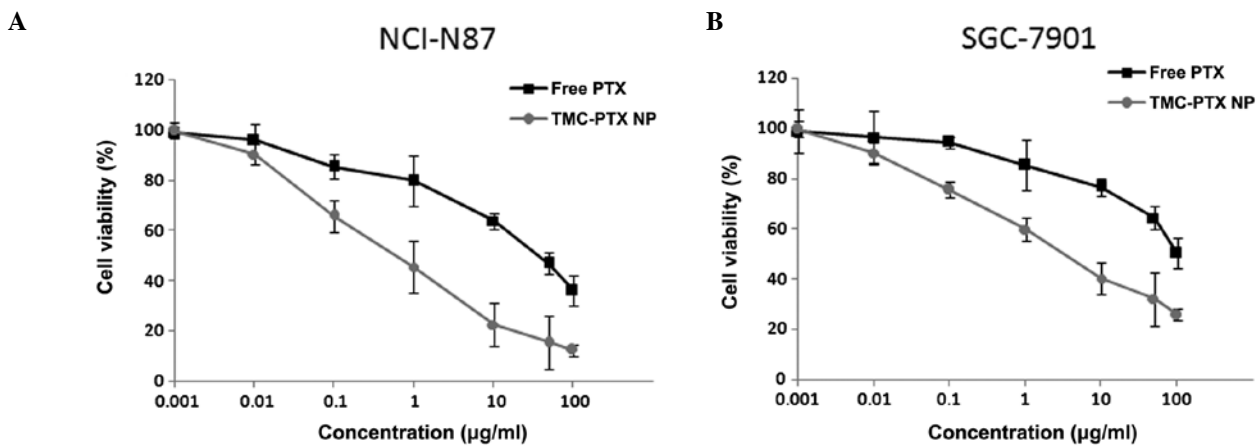 A
NCI-N87
Free PTX
TMC-PTX NP
120
100
80
60
40
20
0
Cell viability (%)
0.001 0.01 0.1 1 10 100
Concentration (µg/ml)
B
SGC-7901
Free PTX
TMC-PTX NP
120
100
80
60
40
20
0
Cell viability (%)
0.001 0.01 0.1 1 10 100
Concentration (µg/ml)